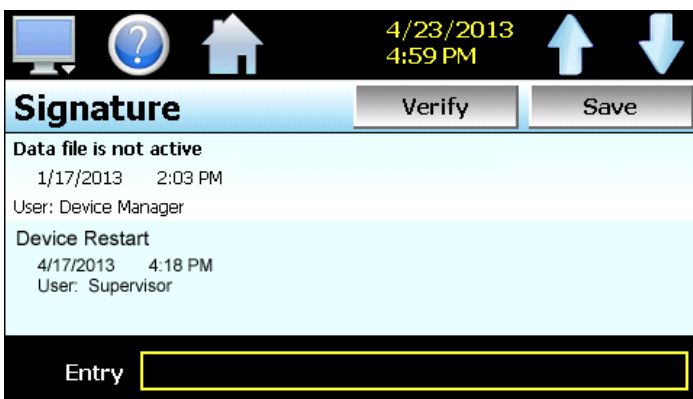 4/23/2013
4:59 PM
Signature
Verify
Save
Data file is not active
1/17/2013 2:03 PM
User: Device Manager
Device Restart
4/17/2013 4:18 PM
User: Supervisor
Entry